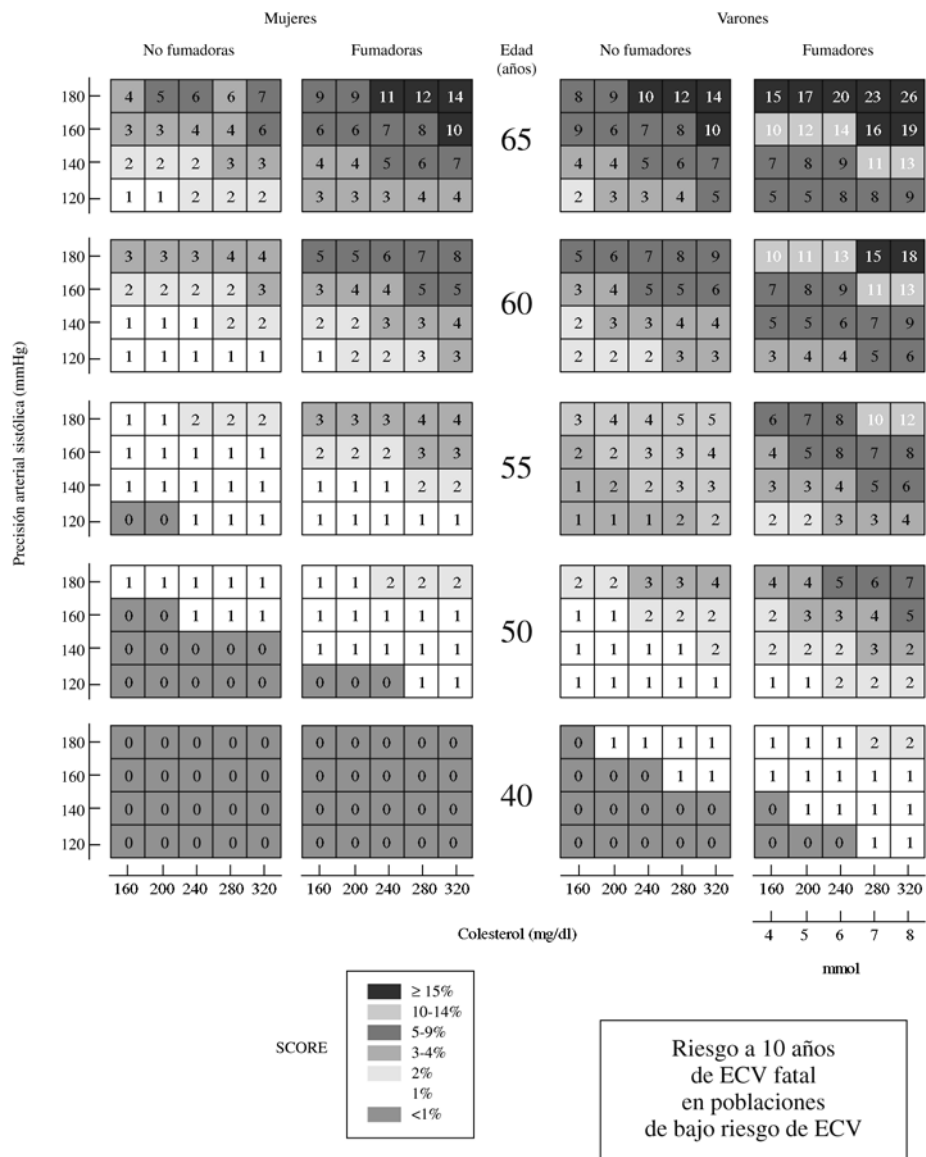 Mujeres Varones
No fumadoras Fumadoras Edad (años) No fumadores Fumadores
Precisión arterial sistólica (mmHg)
180 4 5 6 6 7 9 9 11 12 14 8 9 10 12 14 15 17 20 23 26
160 3 3 4 4 6 6 6 7 8 10 65 9 6 7 8 10 10 12 14 16 19
140 2 2 2 3 3 4 4 5 6 7 4 4 5 6 7 7 8 9 11 13
120 1 1 2 2 2 3 3 3 4 4 2 3 3 4 5 5 5 8 8 9
180 3 3 3 4 4 5 5 6 7 8 5 6 7 8 9 10 11 13 15 18
160 2 2 2 2 3 3 4 4 5 5 60 3 4 5 5 6 7 8 9 11 13
140 1 1 1 2 2 2 2 3 3 4 2 3 3 4 4 5 5 6 7 9
120 1 1 1 1 1 1 2 2 3 3 2 2 2 3 3 3 4 4 5 6
180 1 1 2 2 2 3 3 3 4 4 3 4 4 5 5 6 7 8 10 12
160 1 1 1 1 1 2 2 2 3 3 55 2 2 3 3 4 4 5 8 7 8
140 1 1 1 1 1 1 1 1 2 2 1 2 2 3 3 3 3 4 5 6
120 0 0 1 1 1 1 1 1 1 1 1 1 1 2 2 2 2 3 3 4
180 1 1 1 1 1 1 1 2 2 2 2 2 3 3 4 4 4 5 6 7
160 0 0 1 1 1 1 1 1 1 1 50 1 1 2 2 2 2 3 3 4 5
140 0 0 0 0 0 1 1 1 1 1 1 1 1 1 2 2 2 2 3 2
120 0 0 0 0 0 0 0 0 1 1 1 1 1 1 1 1 1 2 2 2
180 0 0 0 0 0 0 0 0 0 0 0 1 1 1 1 1 1 1 2 2
160 0 0 0 0 0 0 0 0 0 0 40 0 0 0 1 1 1 1 1 1 1
140 0 0 0 0 0 0 0 0 0 0 0 0 0 0 0 0 1 1 1 1
120 0 0 0 0 0 0 0 0 0 0 0 0 0 0 0 0 0 0 1 1
160 200 240 280 320 160 200 240 280 320 160 200 240 280 320 160 200 240 280 320
Colesterol (mg/dl) 4 5 6 7 8
mmol
SCORE
≥ 15%
10-14%
5-9%
3-4%
2%
1%
<1%
Riesgo a 10 años
de ECV fatal
en poblaciones
de bajo riesgo de ECV